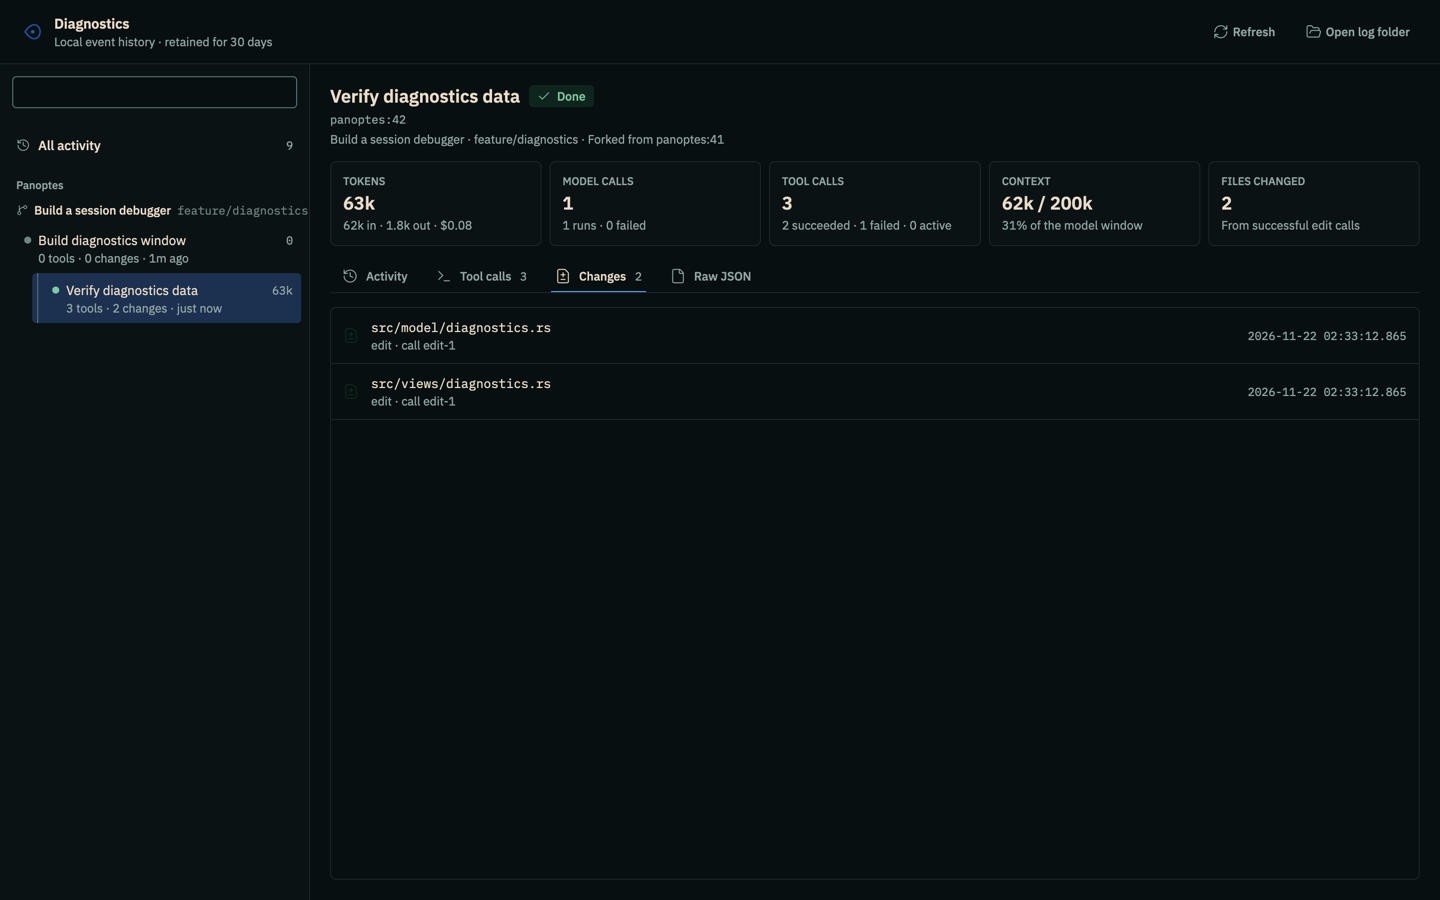 Diagnostics
Local event history · retained for 30 days
Refresh
Open log folder
All activity 9
Panoptes
Build a session debugger feature/diagnostics
Build diagnostics window 0
0 tools · 0 changes · 1m ago
Verify diagnostics data 63k
3 tools · 2 changes · just now
Verify diagnostics data Done
panoptes:42
Build a session debugger · feature/diagnostics · Forked from panoptes:41
TOKENS
63k
62k in · 1.8k out · $0.08
MODEL CALLS
1
1 runs · 0 failed
TOOL CALLS
3
2 succeeded · 1 failed · 0 active
CONTEXT
62k / 200k
31% of the model window
FILES CHANGED
2
From successful edit calls
Activity
Tool calls 3
Changes 2
Raw JSON
src/model/diagnostics.rs
edit · call edit-1
2026-11-22 02:33:12.865
src/views/diagnostics.rs
edit · call edit-1
2026-11-22 02:33:12.865